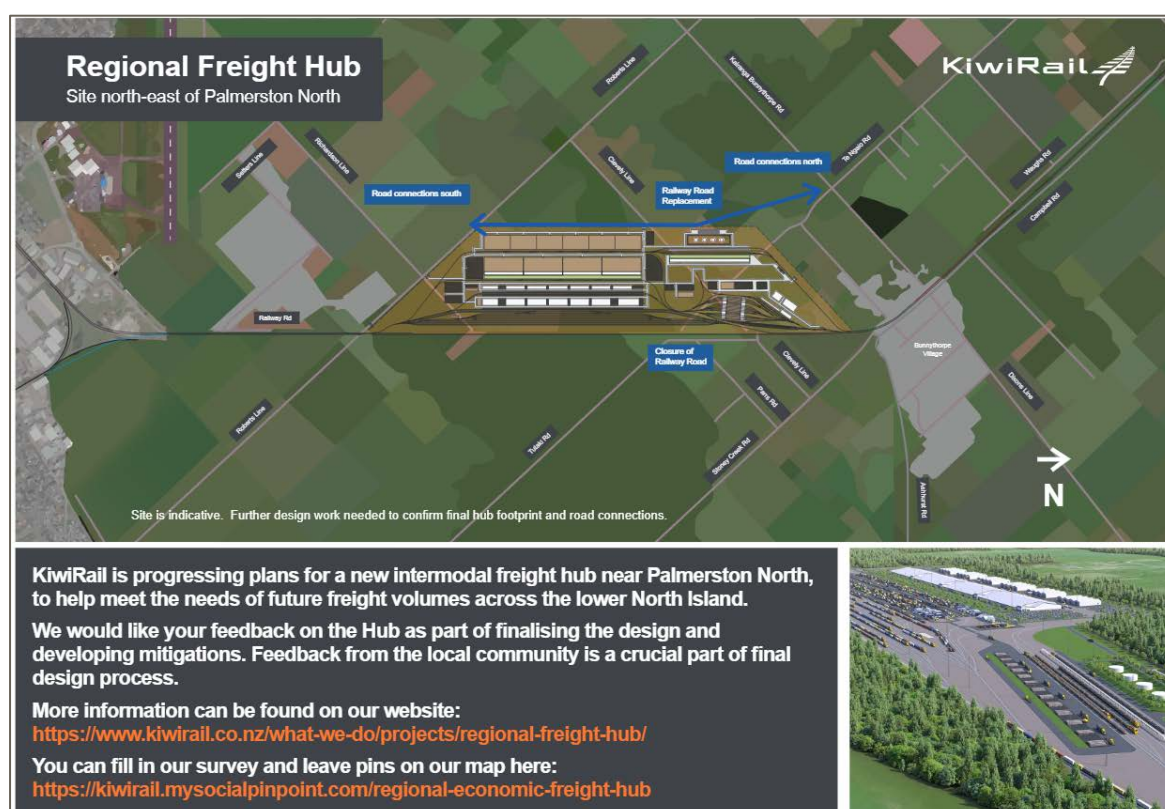 Regional Freight Hub
Site north-east of Palmerston North
KiwiRail
Roberts Line
Kairanga Bunnythorpe Rd
Te Ngaio Rd
Waughs Rd
Campbell Rd
Setters Line
Richardson Line
Clevely Line
Road connections north
Road connections south
Railway Road
Replacement
Railway Rd
Closure of
Railway Road
Bunnythorpe
Village
Clevely Line
Parrs Rd
Dixons Line
Roberts Line
Tutaki Rd
Stoney Creek Rd
Ashhurst Rd
N
Site is indicative. Further design work needed to confirm final hub footprint and road connections.
KiwiRail is progressing plans for a new intermodal freight hub near Palmerston North,
to help meet the needs of future freight volumes across the lower North Island.
We would like your feedback on the Hub as part of finalising the design and
developing mitigations. Feedback from the local community is a crucial part of final
design process.
More information can be found on our website:
https://www.kiwirail.co.nz/what-we-do/projects/regional-freight-hub/
You can fill in our survey and leave pins on our map here:
https://kiwirail.mysocialpinpoint.com/regional-economic-freight-hub